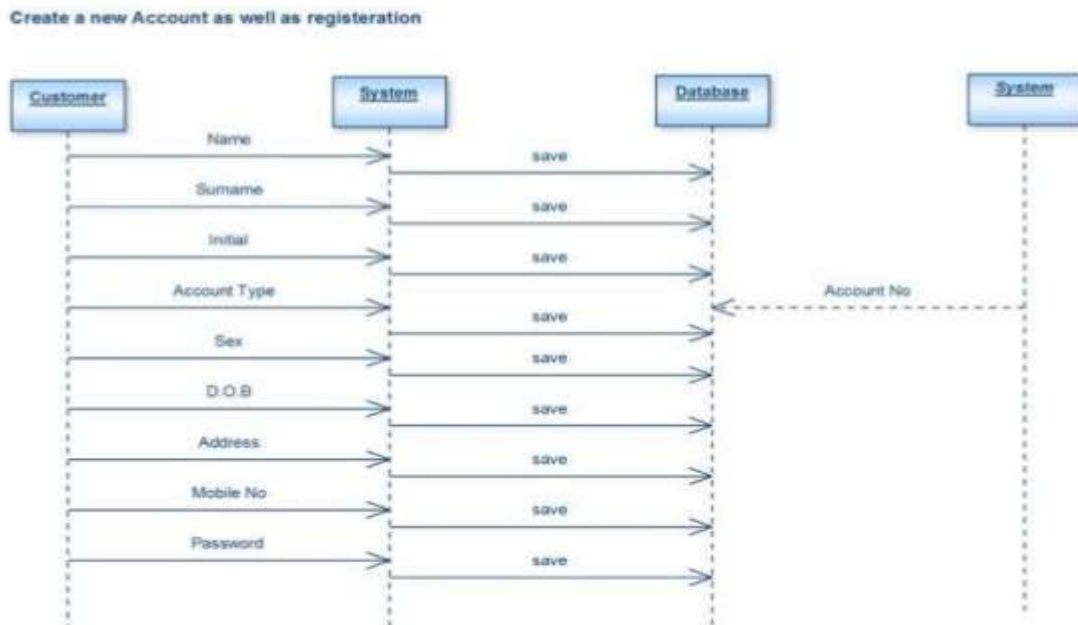 Create a new Account as well as registeration
Customer
System
Database
System
Name
save
Surname
save
Initial
save
Account Type
Account No
save
Sex
save
D.O.B
save
Address
save
Mobile No
save
Password
save